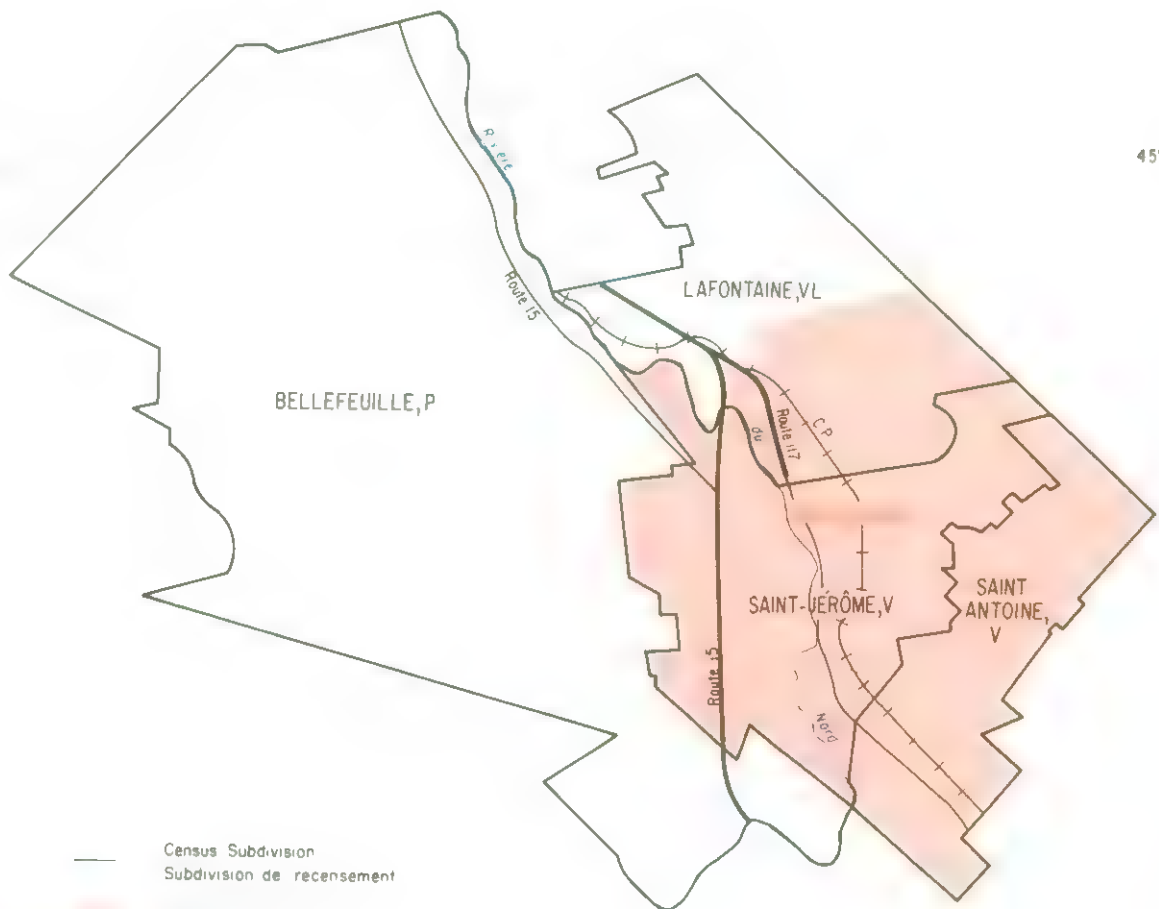 Rivière
45°
LAFONTAINE, VL
Route 15
BELLEFEUILLE, P
du
Route 117
C.P.
SAINT-JÉRÔME, V
SAINT
ANTOINE,
V
Route 15
Nord
Census Subdivision
Subdivision de recensement